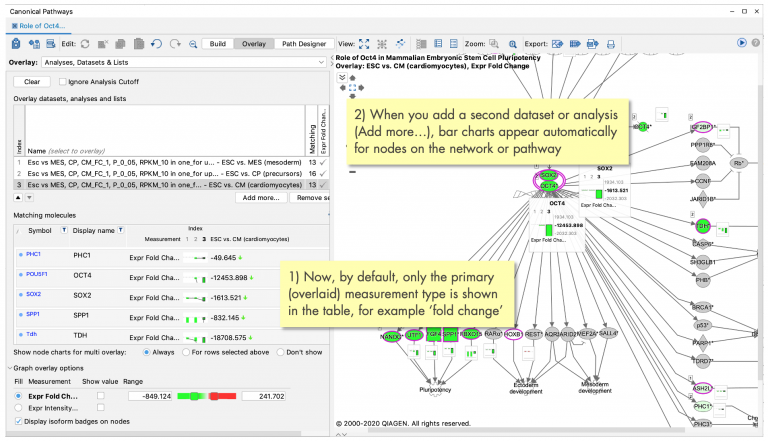 Canonical Pathways
Role of Oct4...
Edit:
Build
Overlay
Path Designer
View:
Zoom:
Export:
Overlay: Analyses, Datasets & Lists
Clear
Ignore Analysis Cutoff
Overlay datasets, analyses and lists
Index
Name (select to overlay)
Matching
Expr Fold Chan...
1 Esc vs MES, CP, CM_FC_1, P_0_05, RPKM_10 in one_for u... - ESC vs. MES (mesoderm) 13
2 Esc vs MES, CP, CM_FC_1, P_0_05, RPKM_10 in one_for up... - ESC vs. CP (precursors) 16
3 Esc vs MES, CP, CM_FC_1, P_0_05, RPKM_10 in one_f... - ESC vs. CM (cardiomyocytes) 13
Add more...
Remove se
Matching molecules
Symbol
Display name
Index
Measurement 1 2 3 ESC vs. CM (cardiomyocytes)
PHC1 PHC1 Expr Fold Cha... -49.645
POU5F1 OCT4 Expr Fold Cha... -12453.898
SOX2 SOX2 Expr Fold Cha... -1613.521
SPP1 SPP1 Expr Fold Cha... -832.145
Tdh TDH Expr Fold Cha... -18708.575
Show node charts for multi overlay:
Always
For rows selected above
Don't show
Graph overlay options
Fill Measurement Show value Range
Expr Fold Ch... -849.124 241.702
Expr Intensity...
Display isoform badges on nodes
Role of Oct4 in Mammalian Embryonic Stem Cell Pluripotency
Overlay: ESC vs. CM (cardiomyocytes), Expr Fold Change
2) When you add a second dataset or analysis
(Add more...), bar charts appear automatically
for nodes on the network or pathway
1) Now, by default, only the primary
(overlaid) measurement type is shown
in the table, for example ‘fold change’
SOX2
OCT4*
SOX2
1 2 3
1934.103
-1613.521
Expr Fold Cha...
OCT4
1 2 3
-12453.898
Expr Fold Cha...
IGF2BP1*
PPP1R8*
FAM20BA
CCNF
JARID1B*
Rb*
TDH*
CASP6*
SH3GLB1
PHB*
BRCA1*
p53*
PARP1*
TDRD7*
ASH2L*
PHC1*
PHC3*
NANOG*
UTF1*
FGF4
SPP1*
FBXO15
RARα*
HOXB1
REST*
MEF2A*
SALL4*
Pluripotency
Ectoderm
development
Mesoderm
development
© 2000-2020 QIAGEN. All rights reserved.